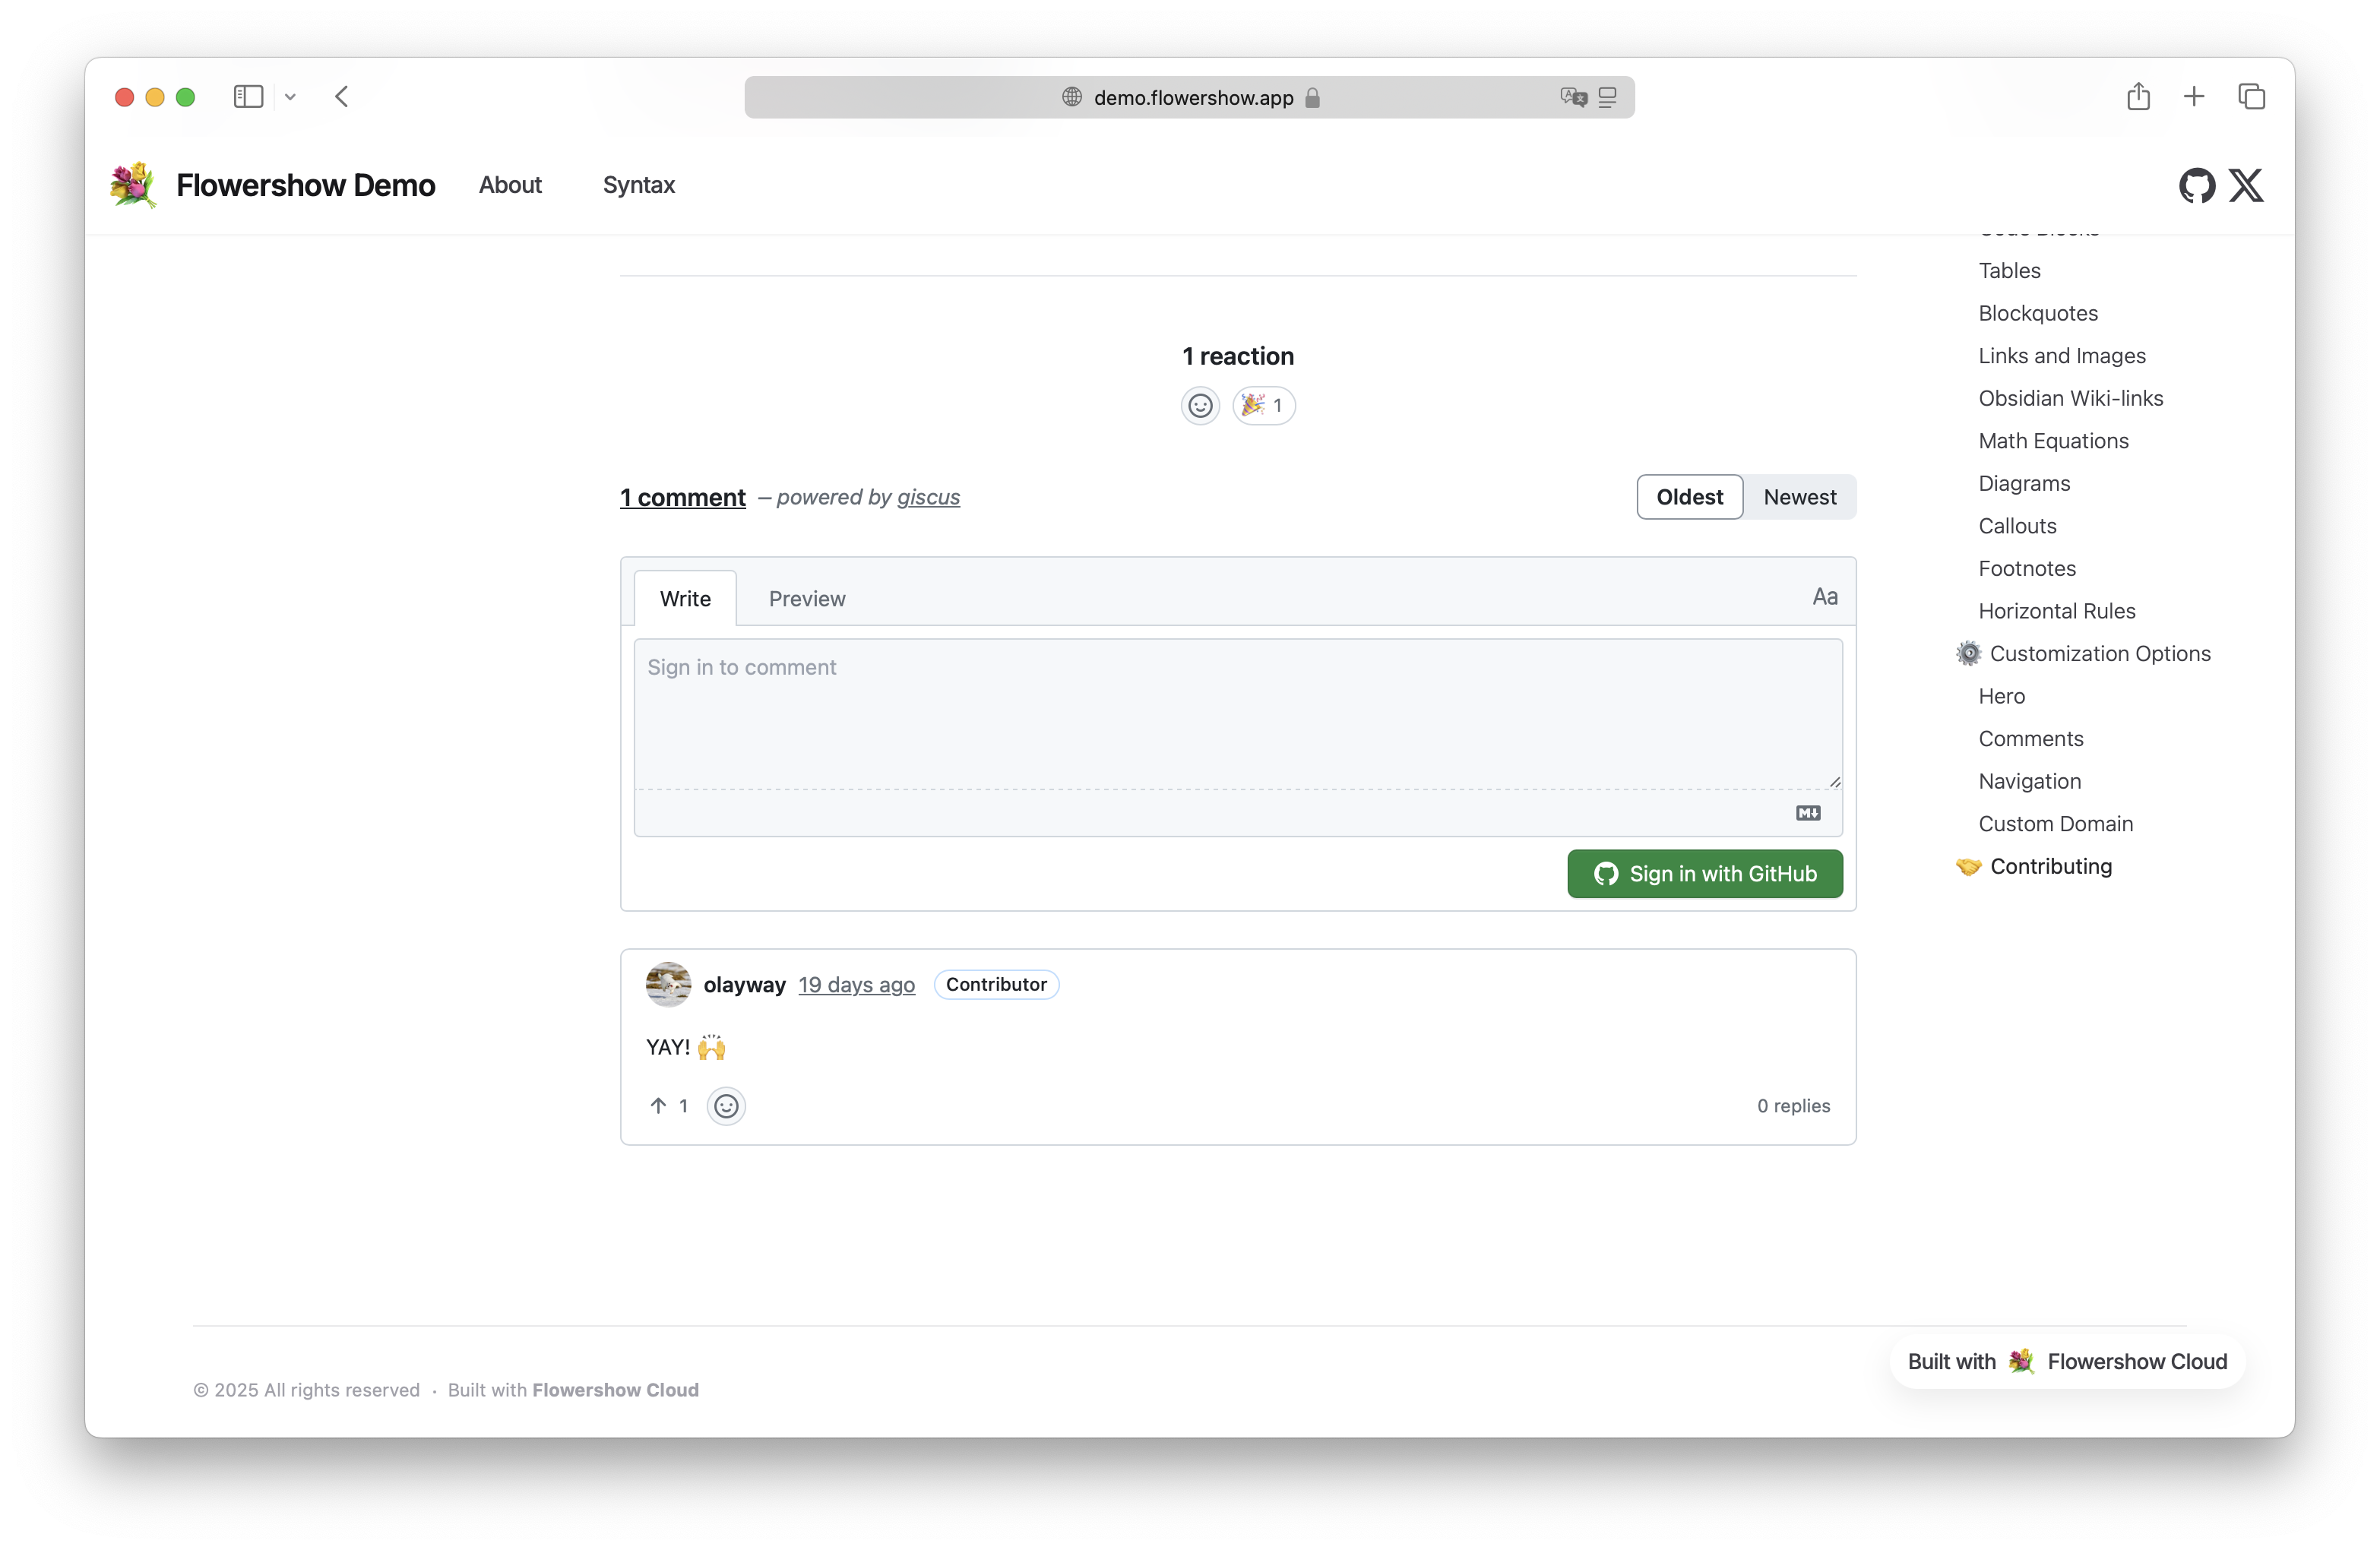 demo.flowershow.app
Flowershow Demo
About
Syntax
1 reaction
🎉 1
1 comment – powered by giscus
Oldest
Newest
Write
Preview
Aa
Sign in to comment
M↓
Sign in with GitHub
olayway 19 days ago Contributor
YAY! 🙌
↑ 1
0 replies
Tables
Blockquotes
Links and Images
Obsidian Wiki-links
Math Equations
Diagrams
Callouts
Footnotes
Horizontal Rules
⚙️ Customization Options
Hero
Comments
Navigation
Custom Domain
🤝 Contributing
Built with 💐 Flowershow Cloud
© 2025 All rights reserved · Built with Flowershow Cloud